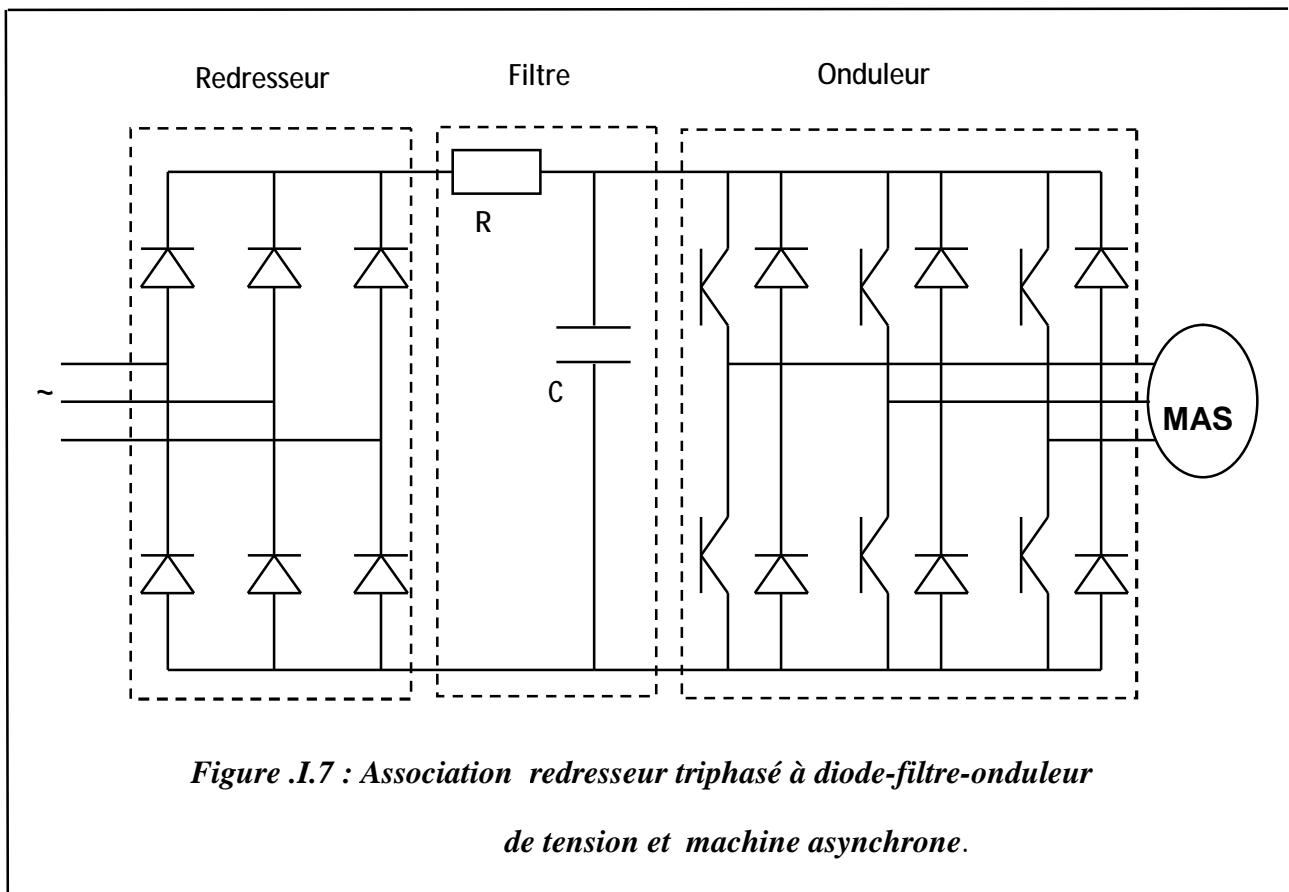 Redresseur
Filtre
Onduleur
R
C
~
MAS
Figure .I.7 : Association redresseur triphasé à diode-filtre-onduleur
de tension et machine asynchrone.